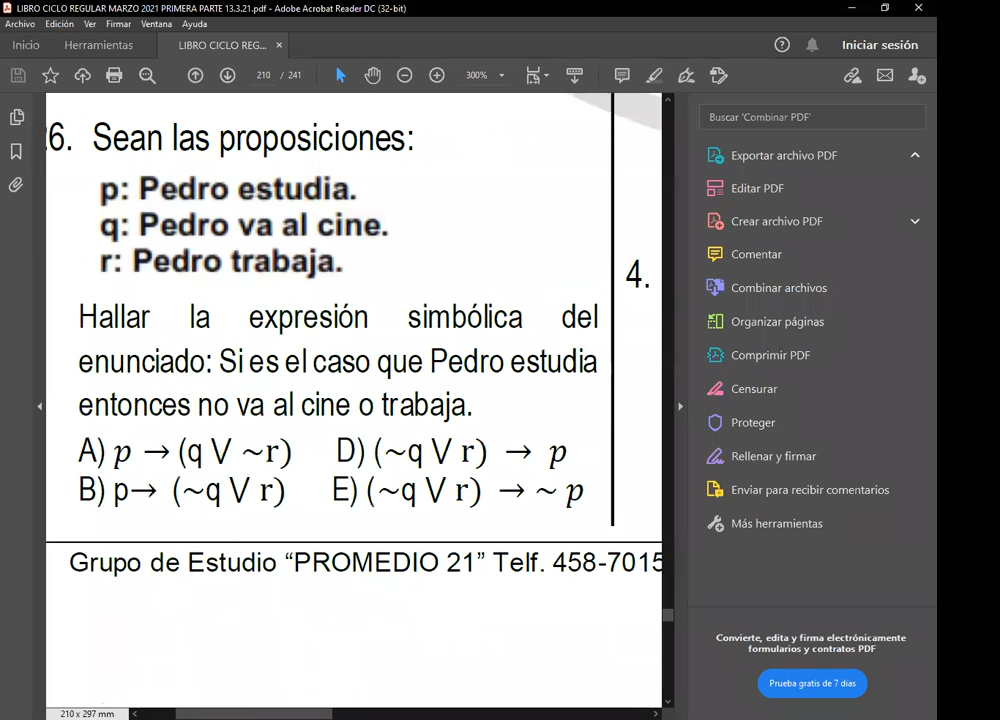 LIBRO CICLO REGULAR MARZO 2021 PRIMERA PARTE 13.3.21.pdf - Adobe Acrobat Reader DC (32-bit)
Archivo Edición Ver Firmar Ventana Ayuda
Inicio Herramientas LIBRO CICLO REG... × Iniciar sesión
210 / 241 300%
26. Sean las proposiciones:
p: Pedro estudia.
q: Pedro va al cine.
r: Pedro trabaja.
4.
Hallar la expresión simbólica del
enunciado: Si es el caso que Pedro estudia
entonces no va al cine o trabaja.
A) p → (q V ~r) D) (~q V r) → p
B) p→ (~q V r) E) (~q V r) → ~ p
Grupo de Estudio “PROMEDIO 21” Telf. 458-7015
210 x 297 mm
Buscar 'Combinar PDF'
Exportar archivo PDF
Editar PDF
Crear archivo PDF
Comentar
Combinar archivos
Organizar páginas
Comprimir PDF
Censurar
Proteger
Rellenar y firmar
Enviar para recibir comentarios
Más herramientas
Convierte, edita y firma electrónicamente
formularios y contratos PDF
Prueba gratis de 7 días